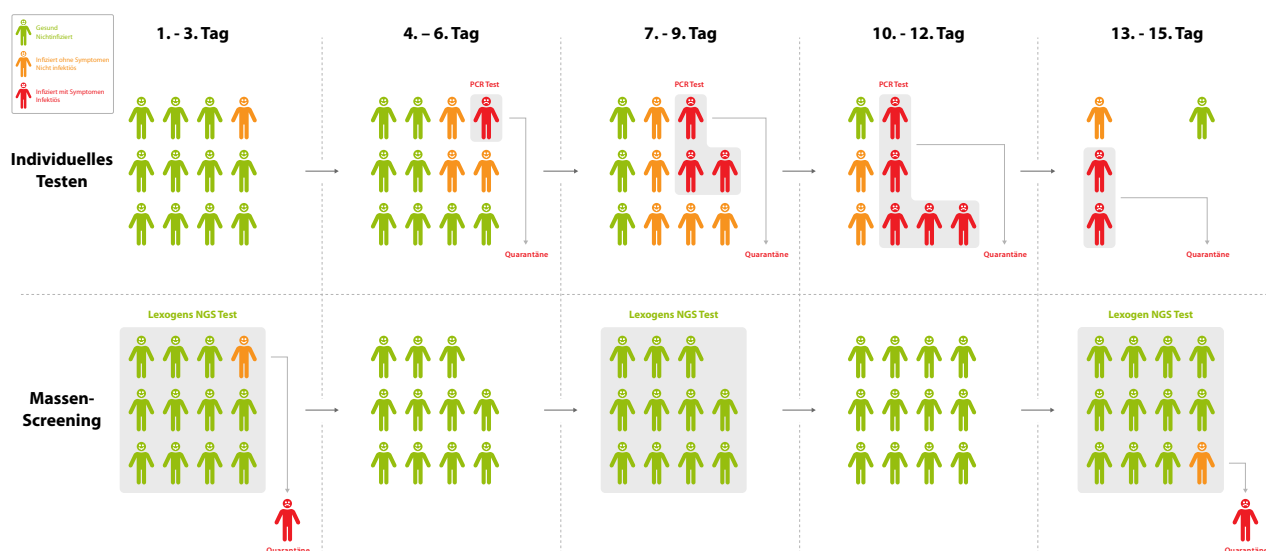 Gesund
Nichtinfiziert
Infiziert ohne Symptomen
Nicht infektiös
Infiziert mit Symptomen
Infektiös
1. - 3. Tag
4. – 6. Tag
7. - 9. Tag
10. - 12. Tag
13. - 15. Tag
PCR Test
PCR Test
PCR Test
Individuelles
Testen
Quarantäne
Quarantäne
Quarantäne
Quarantäne
Lexogens NGS Test
Lexogens NGS Test
Lexogen NGS Test
Massen-
Screening
Quarantäne
Quarantäne